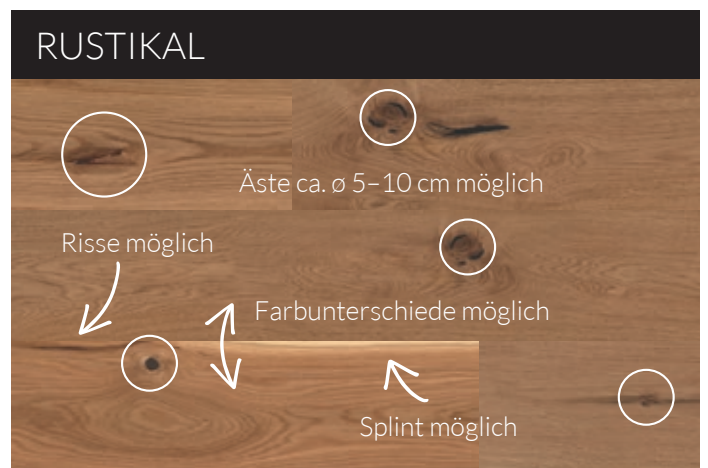 RUSTIKAL
Äste ca. ø 5–10 cm möglich
Risse möglich
Farbunterschiede möglich
Splint möglich